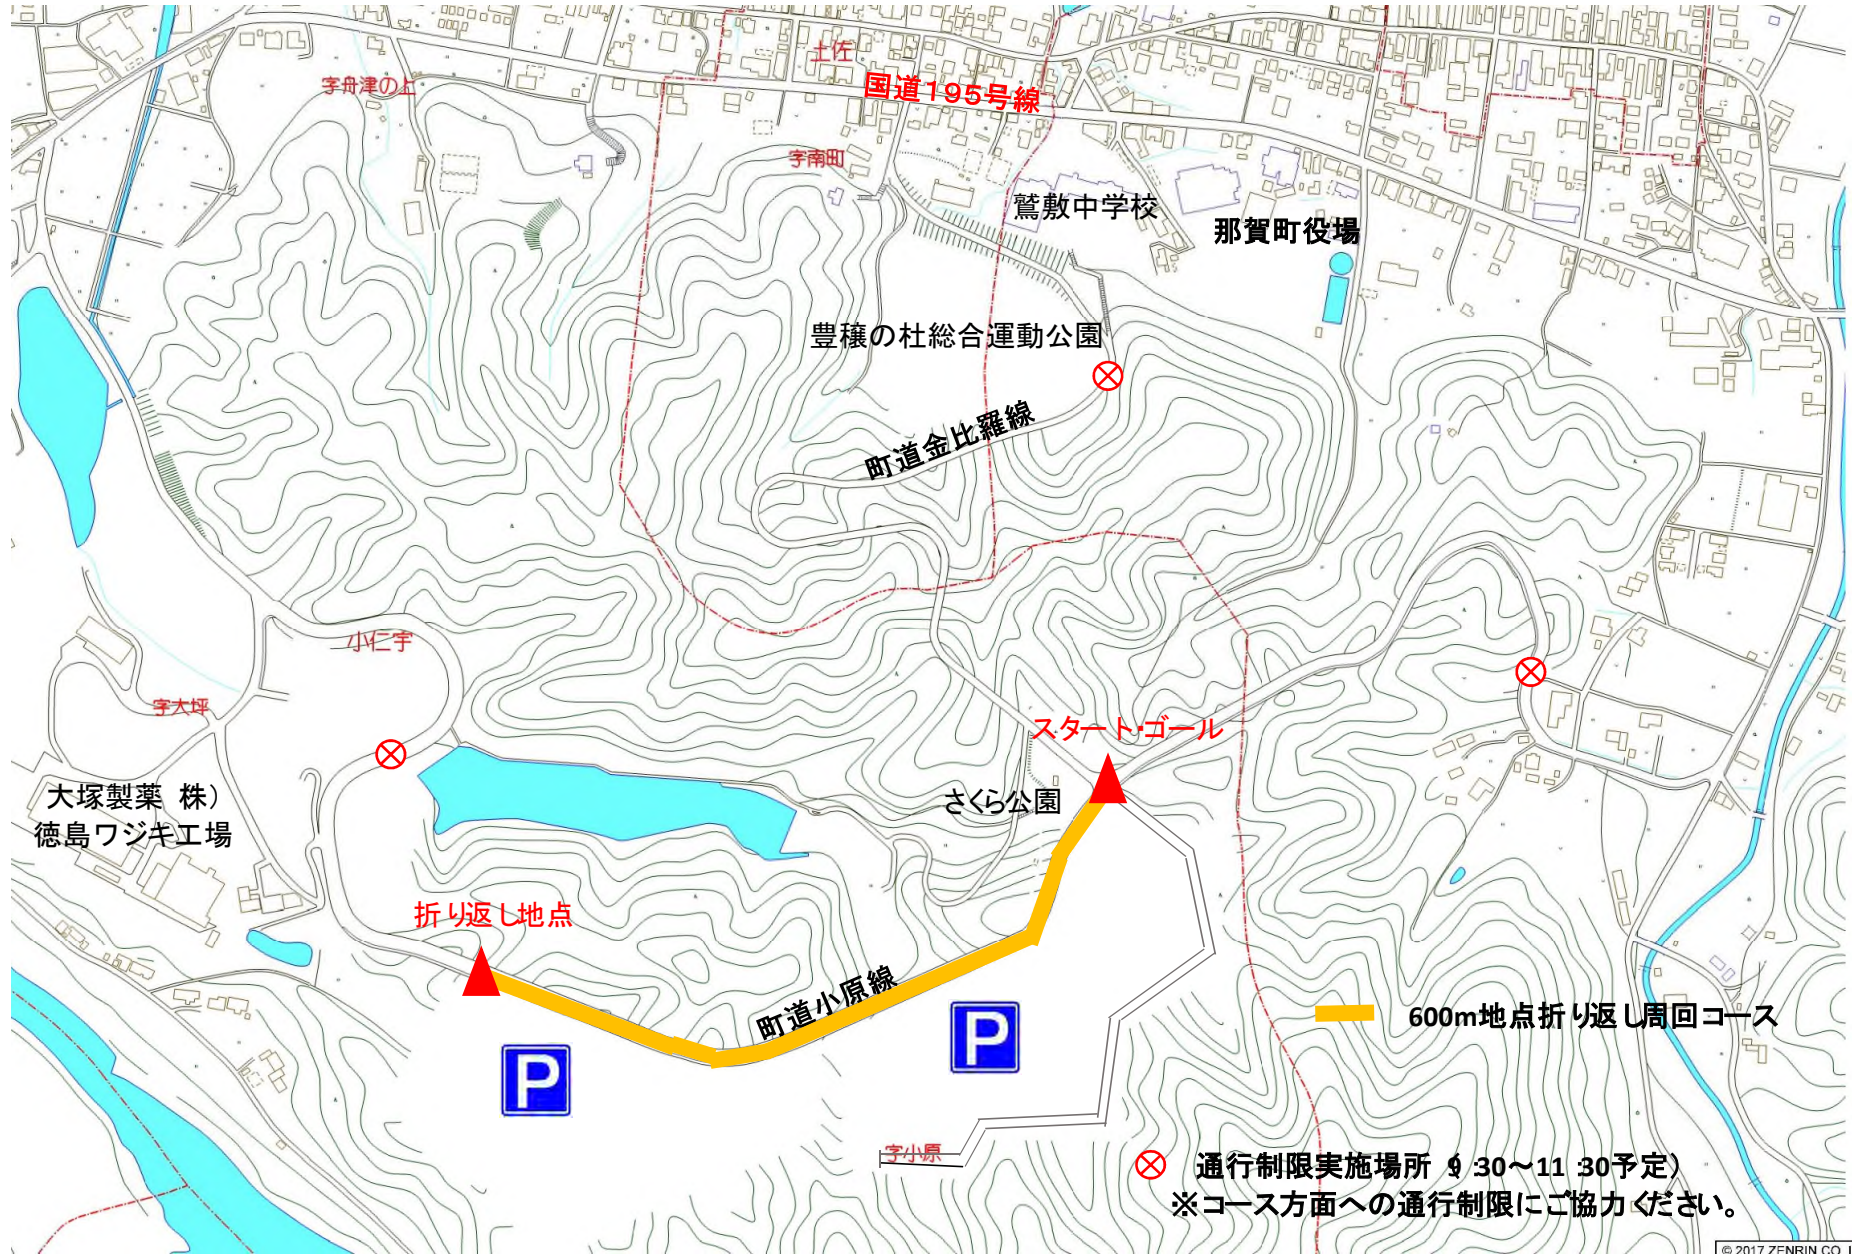 土佐
字舟津の上
国道195号線
字南町
鷲敷中学校
那賀町役場
豊穣の杜総合運動公園
町道金比羅線
小仁宇
字大坪
スタート・ゴール
大塚製薬 株）
徳島ワジキ工場
さくら公園
折り返し地点
町道小原線
P
P
600m地点折り返し周回コース
字小原
通行制限実施場所 （9:30～11:30予定）
※コース方面への通行制限にご協力ください。
© 2017 ZENRIN CO.